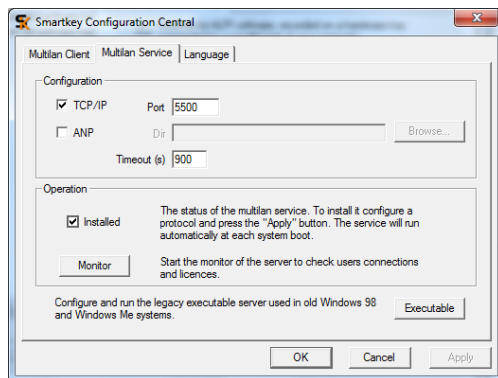 Smartkey Configuration Central
Multilan Client Multilan Service Language
Configuration
TCP/IP Port 5500
ANP Dir Browse...
Timeout (s) 900
Operation
Installed
The status of the multilan service. To install it configure a
protocol and press the "Apply" button. The service will run
automatically at each system boot.
Monitor
Start the monitor of the server to check users connections
and licences.
Configure and run the legacy executable server used in old Windows 98
and Windows Me systems.
Executable
OK Cancel Apply